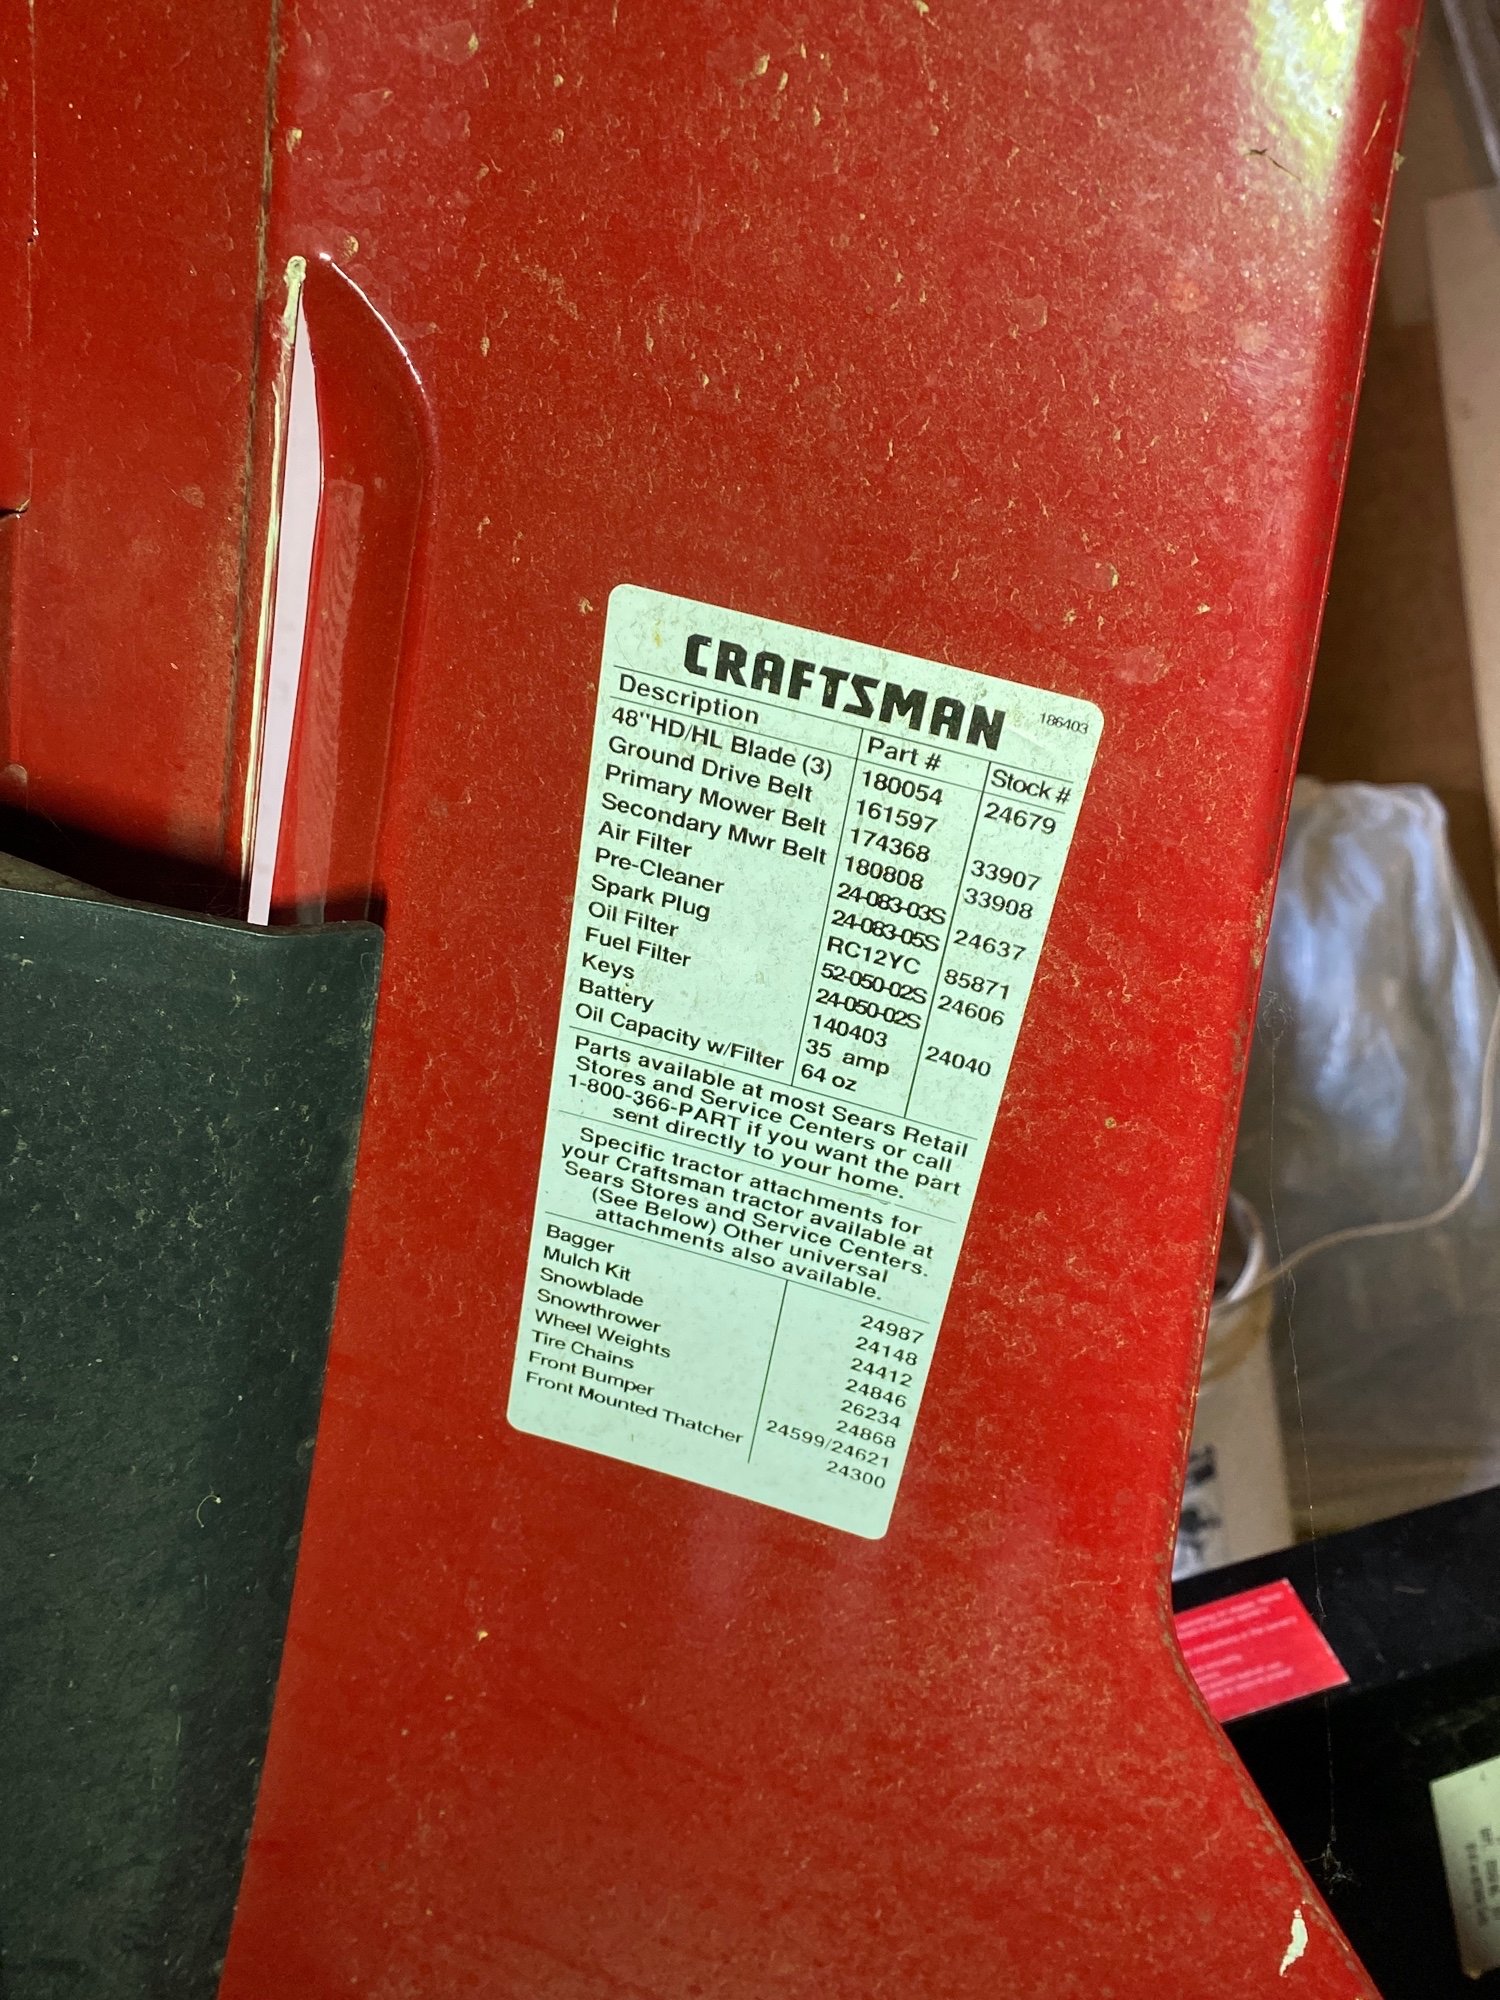 CRAFTSMAN 186403
Description Part # Stock #
48"HD/HL Blade (3) 180054 24679
Ground Drive Belt 161597
Primary Mower Belt 174368 33907
Secondary Mwr Belt 180808 33908
Air Filter 24-083-03S 24637
Pre-Cleaner 24-083-05S
Spark Plug RC12YC 85871
Oil Filter 52-050-02S 24606
Fuel Filter 24-050-02S
Keys 140403 24040
Battery 35 amp
Oil Capacity w/Filter 64 oz
Parts available at most Sears Retail
Stores and Service Centers or call
1-800-366-PART if you want the part
sent directly to your home.
Specific tractor attachments for
your Craftsman tractor available at
Sears Stores and Service Centers.
(See Below) Other universal
attachments also available.
Bagger 24987
Mulch Kit 24148
Snowblade 24412
Snowthrower 24846
Wheel Weights 26234
Tire Chains 24868
Front Bumper 24599/24621
Front Mounted Thatcher 24300